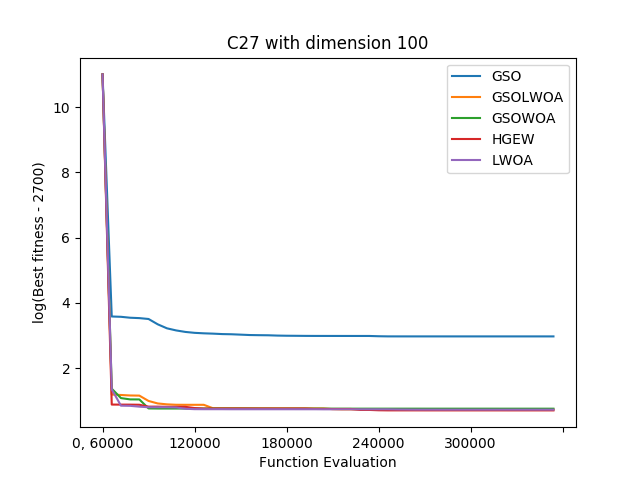 C27 with dimension 100
log(Best fitness - 2700)
10
8
6
4
2
GSO
GSOLWOA
GSOWOA
HGEW
LWOA
0, 60000 120000 180000 240000 300000
Function Evaluation